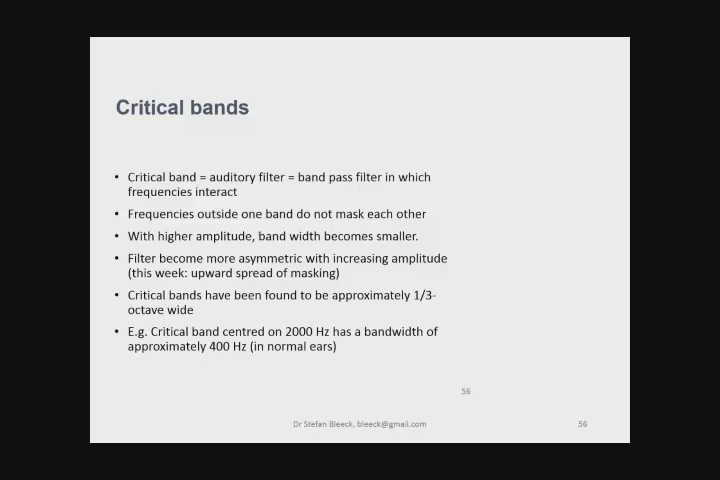 Critical bands
• Critical band = auditory filter = band pass filter in which
frequencies interact
• Frequencies outside one band do not mask each other
• With higher amplitude, band width becomes smaller.
• Filter become more asymmetric with increasing amplitude
(this week: upward spread of masking)
• Critical bands have been found to be approximately 1/3-
octave wide
• E.g. Critical band centred on 2000 Hz has a bandwidth of
approximately 400 Hz (in normal ears)
56
Dr Stefan Bleeck, bleeck@gmail.com
56